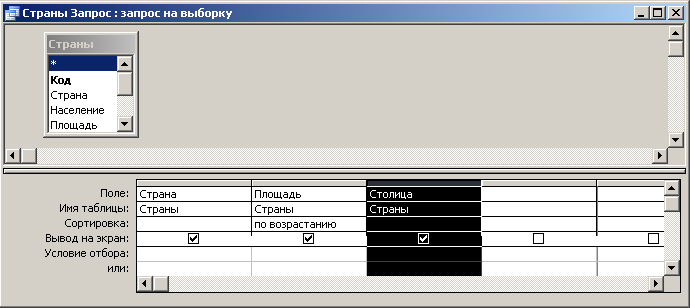 Страны Запрос : запрос на выборку
Страны
*
Код
Страна
Население
Площадь
Поле: Страна Площадь Столица
Имя таблицы: Страны Страны Страны
Сортировка: по возрастанию
Вывод на экран:
Условие отбора:
или: